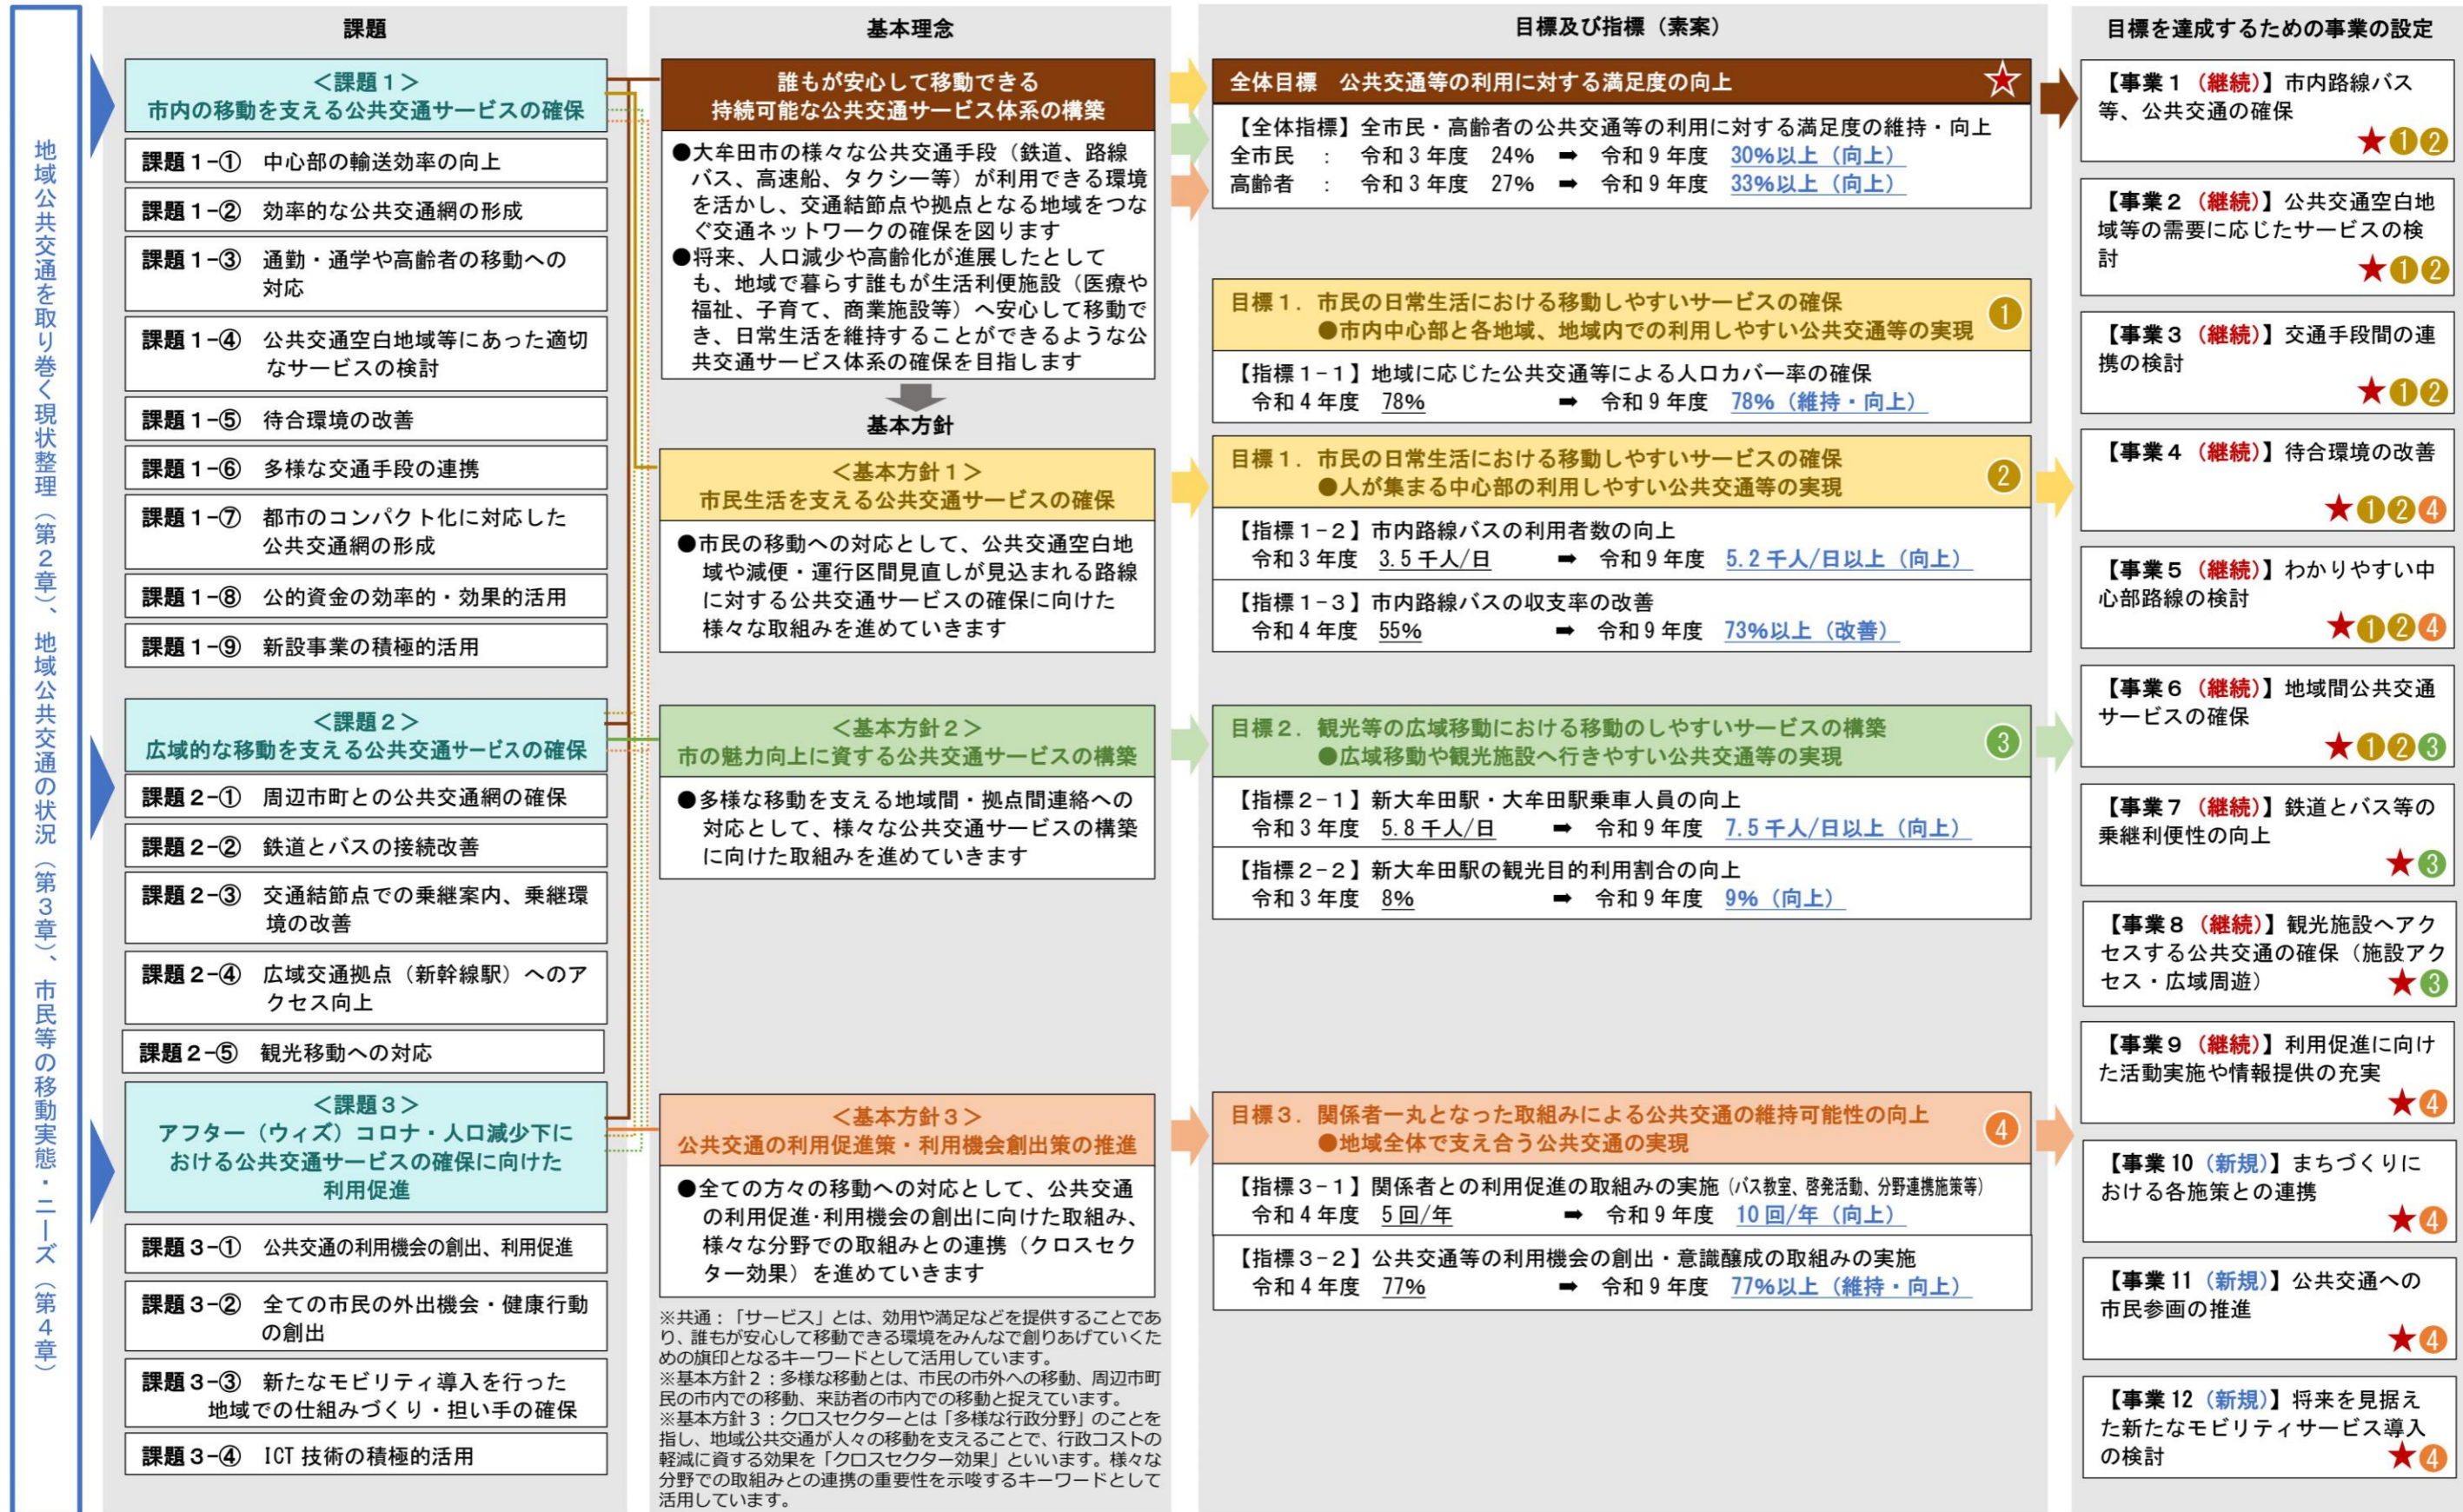 地域公共交通を取り巻く現状整理（第２章）、地域公共交通の状況（第３章）、市民等の移動実態・ニーズ（第４章）
課題
＜課題１＞
市内の移動を支える公共交通サービスの確保
課題１-①　中心部の輸送効率の向上
課題１-②　効率的な公共交通網の形成
課題１-③　通勤・通学や高齢者の移動への
対応
課題１-④　公共交通空白地域等にあった適切
なサービスの検討
課題１-⑤　待合環境の改善
課題１-⑥　多様な交通手段の連携
課題１-⑦　都市のコンパクト化に対応した
公共交通網の形成
課題１-⑧　公的資金の効率的・効果的活用
課題１-⑨　新設事業の積極的活用
＜課題２＞
広域的な移動を支える公共交通サービスの確保
課題２-①　周辺市町との公共交通網の確保
課題２-②　鉄道とバスの接続改善
課題２-③　交通結節点での乗継案内、乗継環
境の改善
課題２-④　広域交通拠点（新幹線駅）へのア
クセス向上
課題２-⑤　観光移動への対応
＜課題３＞
アフター（ウィズ）コロナ・人口減少下に
おける公共交通サービスの確保に向けた
利用促進
課題３-①　公共交通の利用機会の創出、利用促進
課題３-②　全ての市民の外出機会・健康行動
の創出
課題３-③　新たなモビリティ導入を行った
地域での仕組みづくり・担い手の確保
課題３-④　ICT 技術の積極的活用
基本理念
誰もが安心して移動できる
持続可能な公共交通サービス体系の構築
●大牟田市の様々な公共交通手段（鉄道、路線
バス、高速船、タクシー等）が利用できる環境
を活かし、交通結節点や拠点となる地域をつな
ぐ交通ネットワークの確保を図ります
●将来、人口減少や高齢化が進展したとして
も、地域で暮らす誰もが生活利便施設（医療や
福祉、子育て、商業施設等）へ安心して移動で
き、日常生活を維持することができるような公
共交通サービス体系の確保を目指します
基本方針
＜基本方針１＞
市民生活を支える公共交通サービスの確保
●市民の移動への対応として、公共交通空白地
域や減便・運行区間見直しが見込まれる路線
に対する公共交通サービスの確保に向けた
様々な取組みを進めていきます
＜基本方針２＞
市の魅力向上に資する公共交通サービスの構築
●多様な移動を支える地域間・拠点間連絡への
対応として、様々な公共交通サービスの構築
に向けた取組みを進めていきます
＜基本方針３＞
公共交通の利用促進策・利用機会創出策の推進
●全ての方々の移動への対応として、公共交通
の利用促進・利用機会の創出に向けた取組み、
様々な分野での取組みとの連携（クロスセク
ター効果）を進めていきます
※共通：「サービス」とは、効用や満足などを提供することであ
り、誰もが安心して移動できる環境をみんなで創りあげていくた
めの旗印となるキーワードとして活用しています。
※基本方針２：多様な移動とは、市民の市外への移動、周辺市町
民の市内での移動、来訪者の市内での移動と捉えています。
※基本方針３：クロスセクターとは「多様な行政分野」のことを
指し、地域公共交通が人々の移動を支えることで、行政コストの
軽減に資する効果を「クロスセクター効果」といいます。様々な
分野での取組みとの連携の重要性を示唆するキーワードとして
活用しています。
目標及び指標（素案）
全体目標　公共交通等の利用に対する満足度の向上　☆
【全体指標】全市民・高齢者の公共交通等の利用に対する満足度の維持・向上
全市民　：　令和３年度　24%　➡　令和９年度　30%以上（向上）
高齢者　：　令和３年度　27%　➡　令和９年度　33%以上（向上）
目標１．市民の日常生活における移動しやすいサービスの確保　①
●市内中心部と各地域、地域内での利用しやすい公共交通等の実現
【指標１-１】地域に応じた公共交通等による人口カバー率の確保
令和４年度　78%　➡　令和９年度　78%（維持・向上）
目標１．市民の日常生活における移動しやすいサービスの確保　②
●人が集まる中心部の利用しやすい公共交通等の実現
【指標１-２】市内路線バスの利用者数の向上
令和３年度　3.5 千人/日　➡　令和９年度　5.2 千人/日以上（向上）
【指標１-３】市内路線バスの収支率の改善
令和４年度　55%　➡　令和９年度　73%以上（改善）
目標２．観光等の広域移動における移動のしやすいサービスの構築　③
●広域移動や観光施設へ行きやすい公共交通等の実現
【指標２-１】新大牟田駅・大牟田駅乗車人員の向上
令和３年度　5.8 千人/日　➡　令和９年度　7.5 千人/日以上（向上）
【指標２-２】新大牟田駅の観光目的利用割合の向上
令和３年度　8%　➡　令和９年度　9%（向上）
目標３．関係者一丸となった取組みによる公共交通の維持可能性の向上　④
●地域全体で支え合う公共交通の実現
【指標３-１】関係者との利用促進の取組みの実施（バス教室、啓発活動、分野連携施策等）
令和４年度　5 回/年　➡　令和９年度　10 回/年（向上）
【指標３-２】公共交通等の利用機会の創出・意識醸成の取組みの実施
令和４年度　77%　➡　令和９年度　77%以上（維持・向上）
目標を達成するための事業の設定
【事業１（継続）】市内路線バス
等、公共交通の確保
★①②
【事業２（継続）】公共交通空白地
域等の需要に応じたサービスの検
討
★①②
【事業３（継続）】交通手段間の連
携の検討
★①②
【事業４（継続）】待合環境の改善
★①②④
【事業５（継続）】わかりやすい中
心部路線の検討
★①②④
【事業６（継続）】地域間公共交通
サービスの確保
★①②③
【事業７（継続）】鉄道とバス等の
乗継利便性の向上
★③
【事業８（継続）】観光施設へアク
セスする公共交通の確保（施設アク
セス・広域周遊）
★③
【事業９（継続）】利用促進に向け
た活動実施や情報提供の充実
★④
【事業 10（新規）】まちづくりに
おける各施策との連携
★④
【事業 11（新規）】公共交通への
市民参画の推進
★④
【事業 12（新規）】将来を見据え
た新たなモビリティサービス導入
の検討
★④